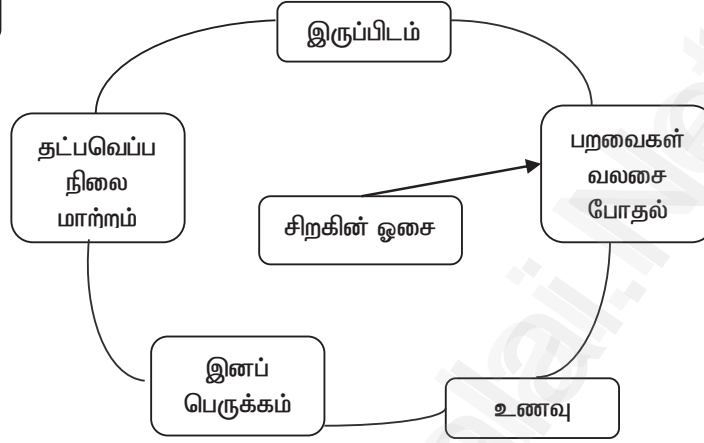 இருப்பிடம்
தட்பவெப்ப
நிலை
மாற்றம்
பறவைகள்
வலசை
போதல்
சிறகின் ஓசை
இனப்
பெருக்கம்
உணவு